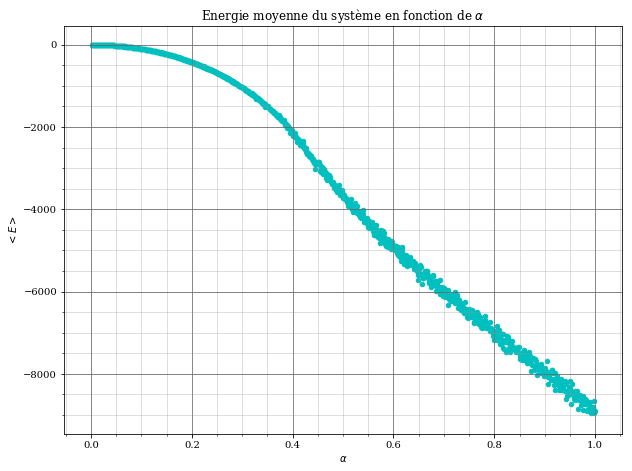 Energie moyenne du système en fonction de α
0
−2000
−4000
−6000
−8000
< E >
0.0 0.2 0.4 0.6 0.8 1.0
α